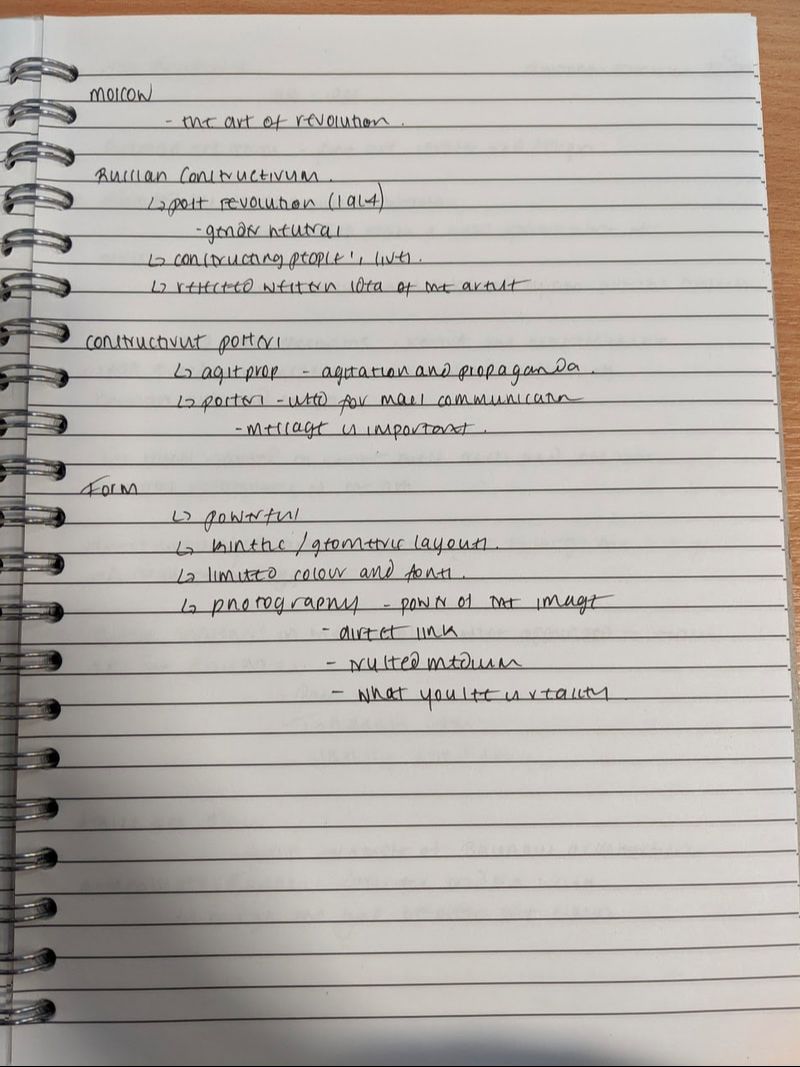 Moscow
- the art of revolution.
Russian Constructivism.
↳ post revolution (1914)
- gender neutral
↳ constructing people's lives.
↳ rejected western idea of the artist
Constructivist posters
↳ agitprop - agitation and propaganda.
↳ posters - used for mass communication
- message is important.
Form
↳ powerful
↳ kinetic / geometric layouts.
↳ limited colour and fonts.
↳ photography - power of the image
- direct link
- medium
- what you see is reality